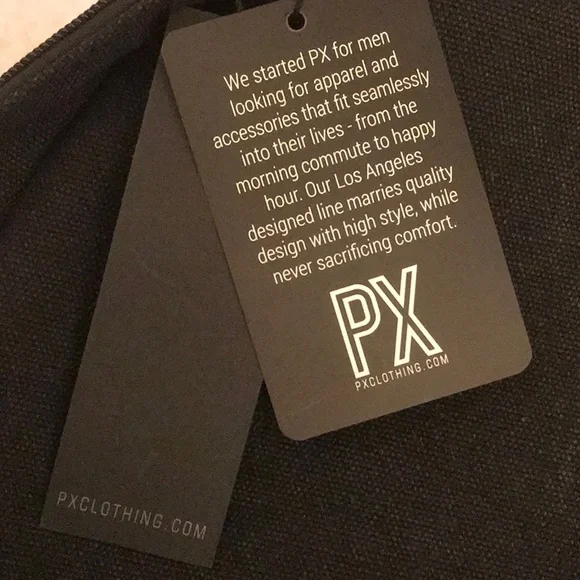 We started PX for men
looking for apparel and
accessories that fit seamlessly
into their lives - from the
morning commute to happy
hour. Our Los Angeles
designed line marries quality
design with high style, while
never sacrificing comfort.
PX
PXCLOTHING.COM
PXCLOTHING.COM